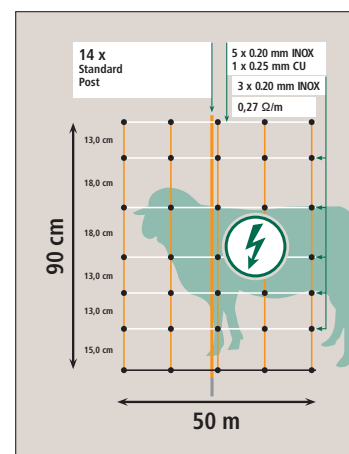 14 x
Standard
Post
5 x 0.20 mm INOX
1 x 0.25 mm CU
3 x 0.20 mm INOX
0,27 Ω/m
13,0 cm
18,0 cm
18,0 cm
13.0 cm
13.0 cm
15,0 cm
90 cm
50 m